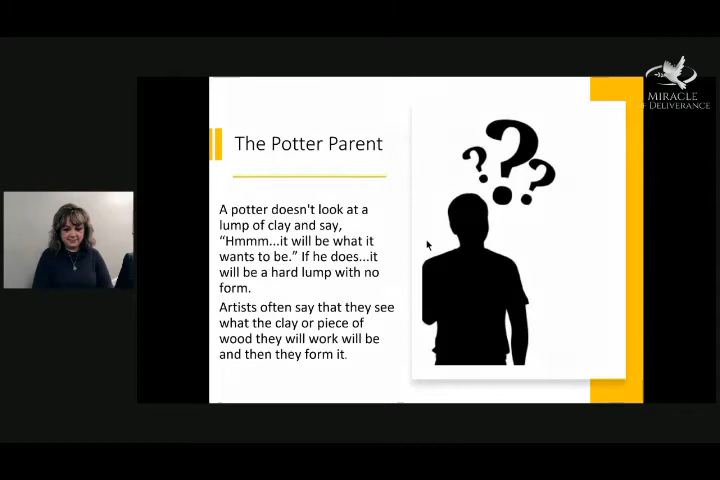 MIRACLE
OF DELIVERANCE
The Potter Parent
A potter doesn't look at a
lump of clay and say,
“Hmmm...it will be what it
wants to be.” If he does...it
will be a hard lump with no
form.
Artists often say that they see
what the clay or piece of
wood they will work will be
and then they form it.
? ? ?